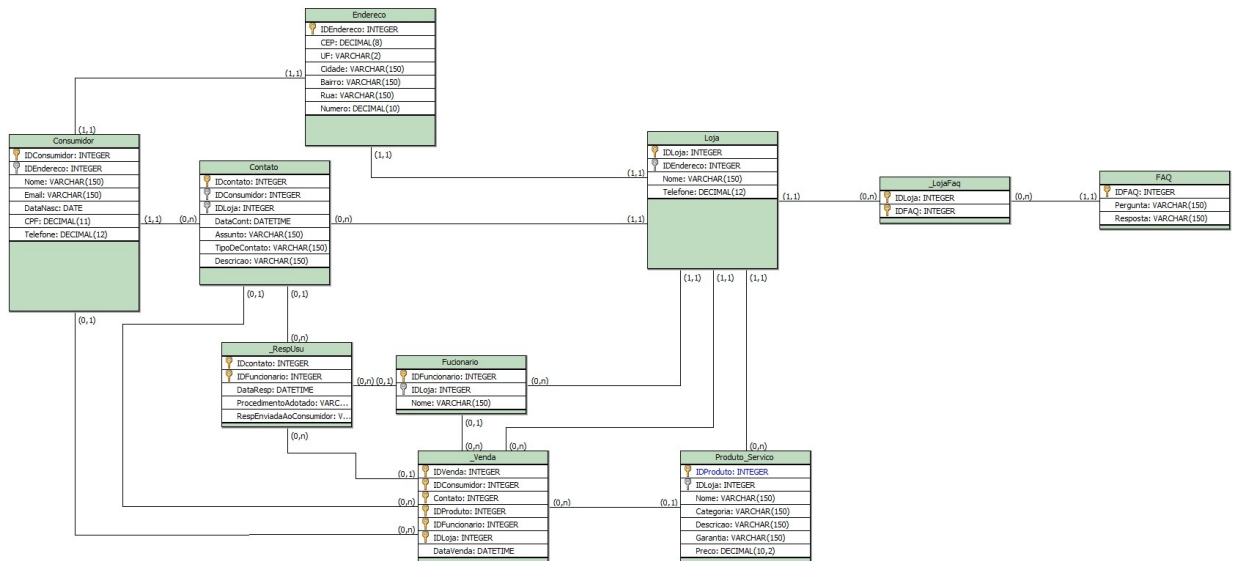 Endereco
IDEndereco: INTEGER
CEP: DECIMAL(8)
UF: VARCHAR(2)
Cidade: VARCHAR(150)
Bairro: VARCHAR(150)
Rua: VARCHAR(150)
Numero: DECIMAL(10)
(1,1)
(1,1)
(1,1)
(1,1)
Consumidor
IDConsumidor: INTEGER
IDEndereco: INTEGER
Nome: VARCHAR(150)
Email: VARCHAR(150)
DataNasc: DATE
CPF: DECIMAL(11)
Telefone: DECIMAL(12)
(1,1)
(0,n)
(0,1)
Contato
IDcontato: INTEGER
IDConsumidor: INTEGER
IDLoja: INTEGER
DataCont: DATETIME
Assunto: VARCHAR(150)
TipoDeContato: VARCHAR(150)
Descricao: VARCHAR(150)
(0,n)
(1,1)
(0,1)
(0,1)
Loja
IDLoja: INTEGER
IDEndereco: INTEGER
Nome: VARCHAR(150)
Telefone: DECIMAL(12)
(1,1)
(0,n)
(1,1)
(1,1)
(1,1)
_LojaFaq
IDLoja: INTEGER
IDFAQ: INTEGER
(0,n)
(1,1)
FAQ
IDFAQ: INTEGER
Pergunta: VARCHAR(150)
Resposta: VARCHAR(150)
(0,n)
_RespUsu
IDcontato: INTEGER
IDFuncionario: INTEGER
DataResp: DATETIME
ProcedimentoAdotado: VARC...
RespEnviadaAoConsumidor: V...
(0,n)
(0,1)
(0,n)
Fucionario
IDFuncionario: INTEGER
IDLoja: INTEGER
Nome: VARCHAR(150)
(0,n)
(0,1)
(0,n)
(0,n)
(0,n)
_Venda
IDVenda: INTEGER
IDConsumidor: INTEGER
Contato: INTEGER
IDProduto: INTEGER
IDFuncionario: INTEGER
IDLoja: INTEGER
DataVenda: DATETIME
(0,1)
(0,n)
(0,n)
(0,n)
(0,1)
Produto_Servico
IDProduto: INTEGER
IDLoja: INTEGER
Nome: VARCHAR(150)
Categoria: VARCHAR(150)
Descricao: VARCHAR(150)
Garantia: VARCHAR(150)
Preco: DECIMAL(10,2)